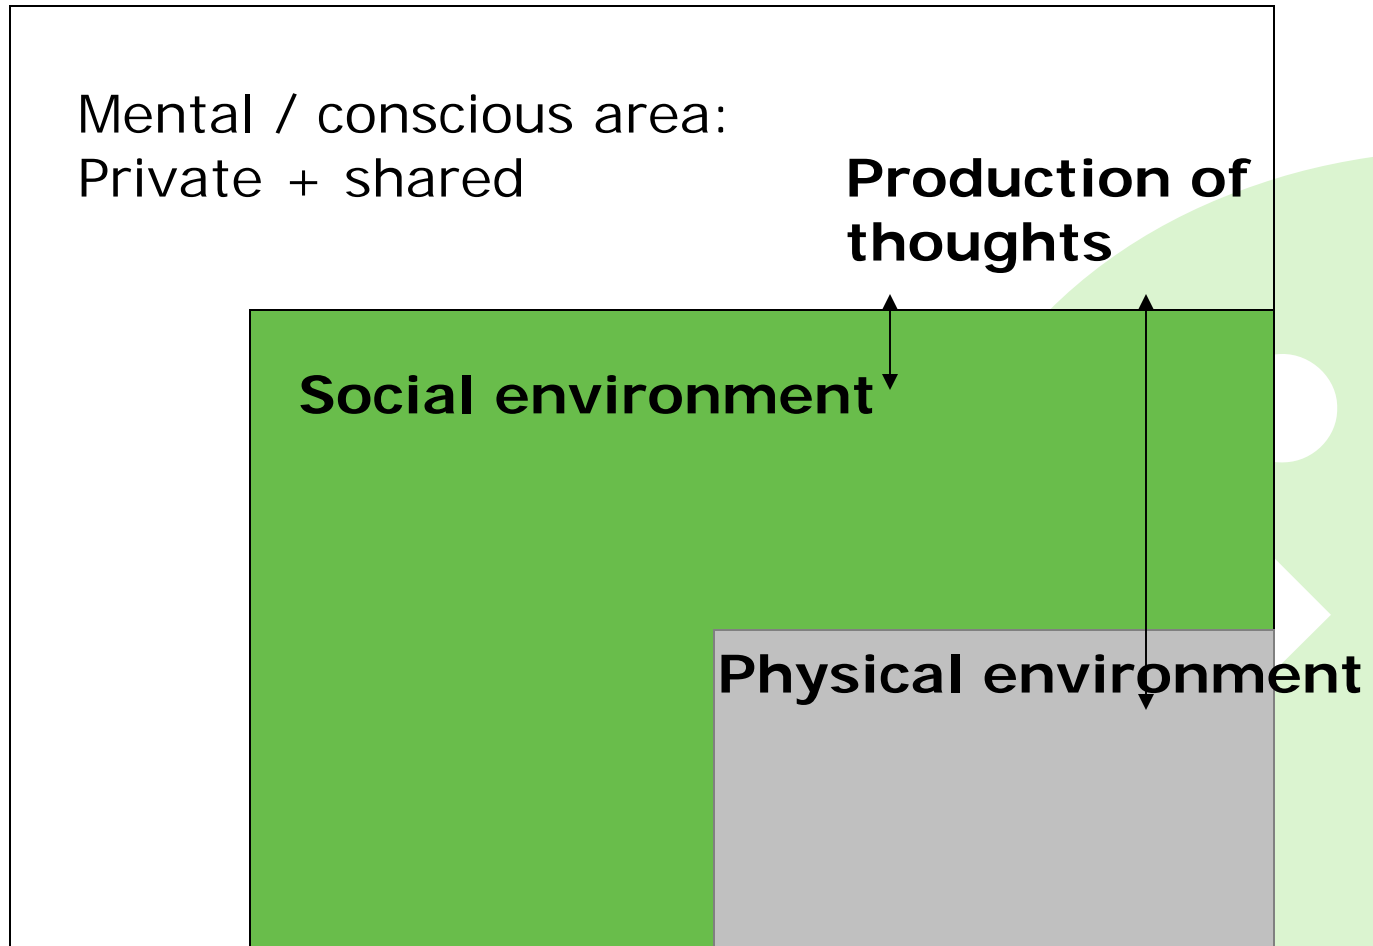 Mental / conscious area:
Private + shared
Production of
thoughts
Social environment
Physical environment